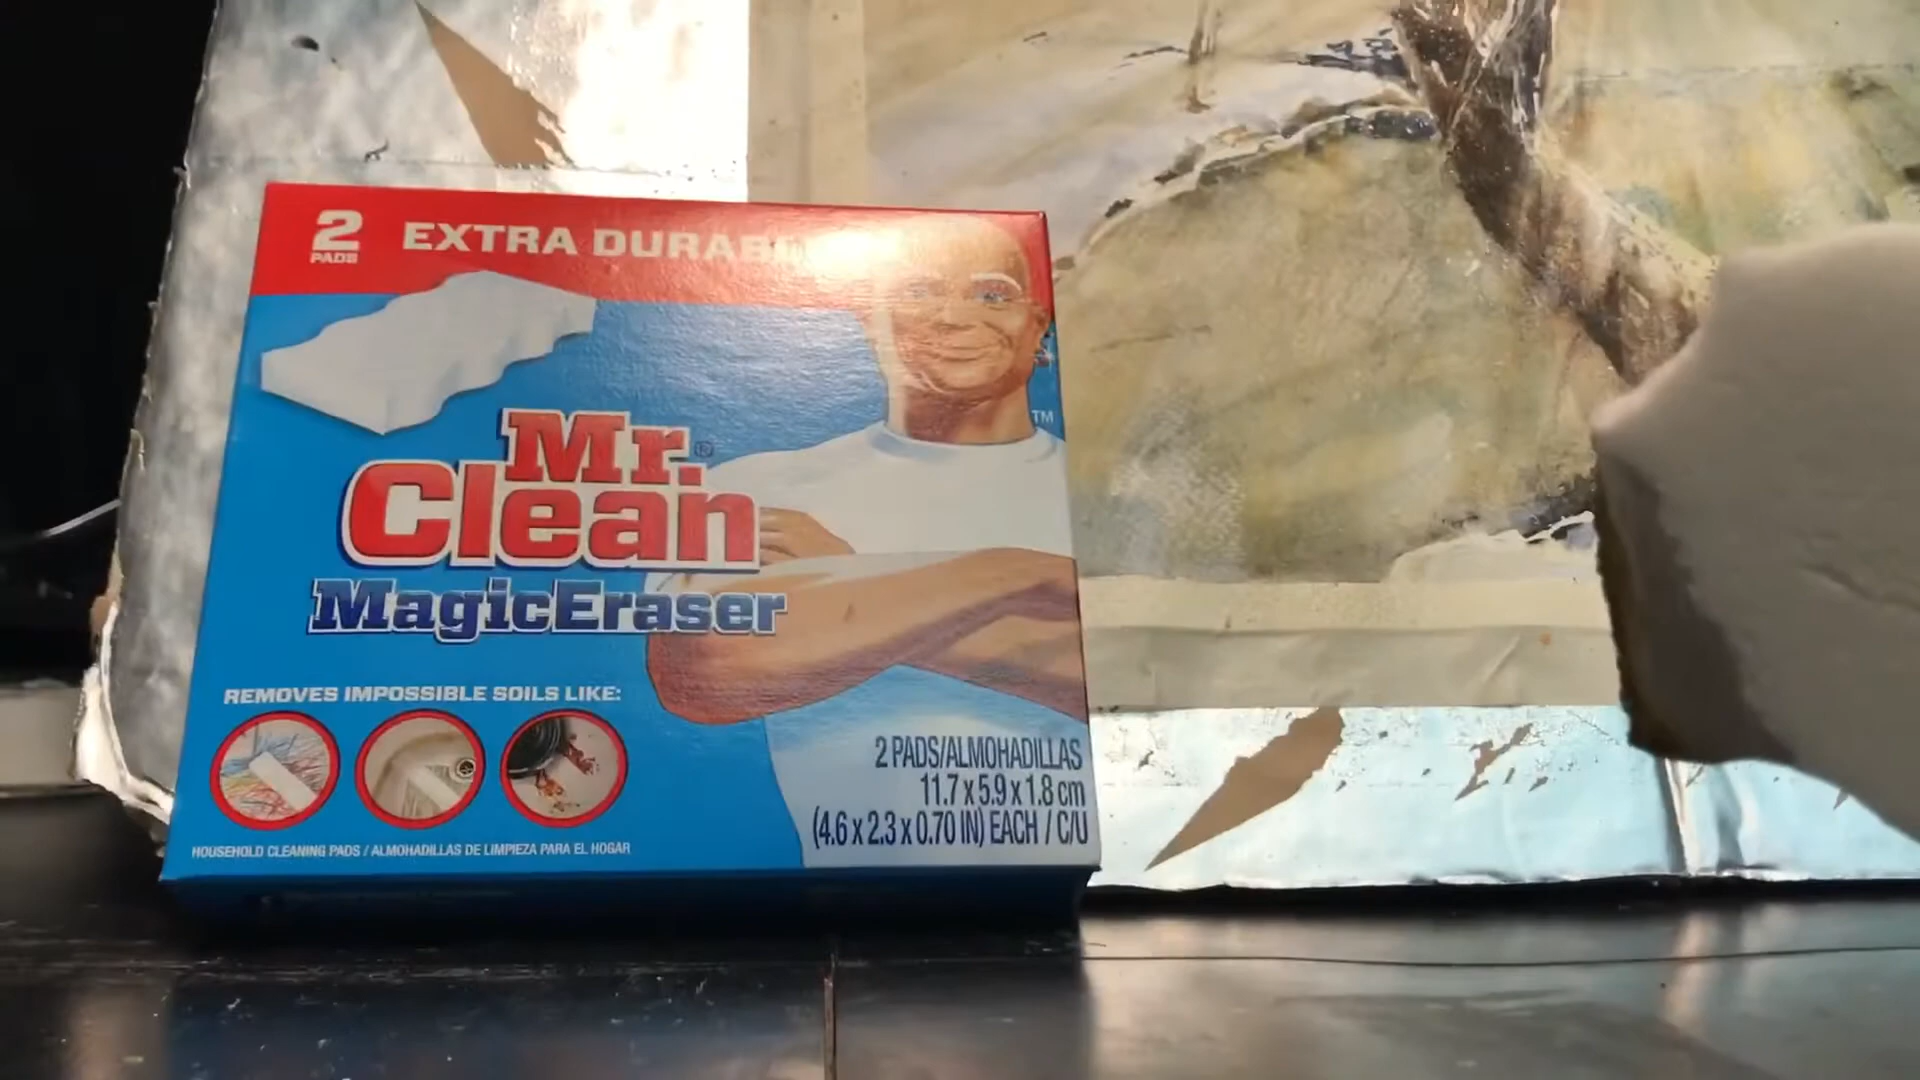 2
PADS
EXTRA DURABL
Mr.®
Clean
MagicEraser
TM
REMOVES IMPOSSIBLE SOILS LIKE:
2 PADS/ALMOHADILLAS
11.7 x 5.9 x 1.8 cm
(4.6 x 2.3 x 0.70 IN) EACH / C/U
HOUSEHOLD CLEANING PADS / ALMOHADILLAS DE LIMPIEZA PARA EL HOGAR